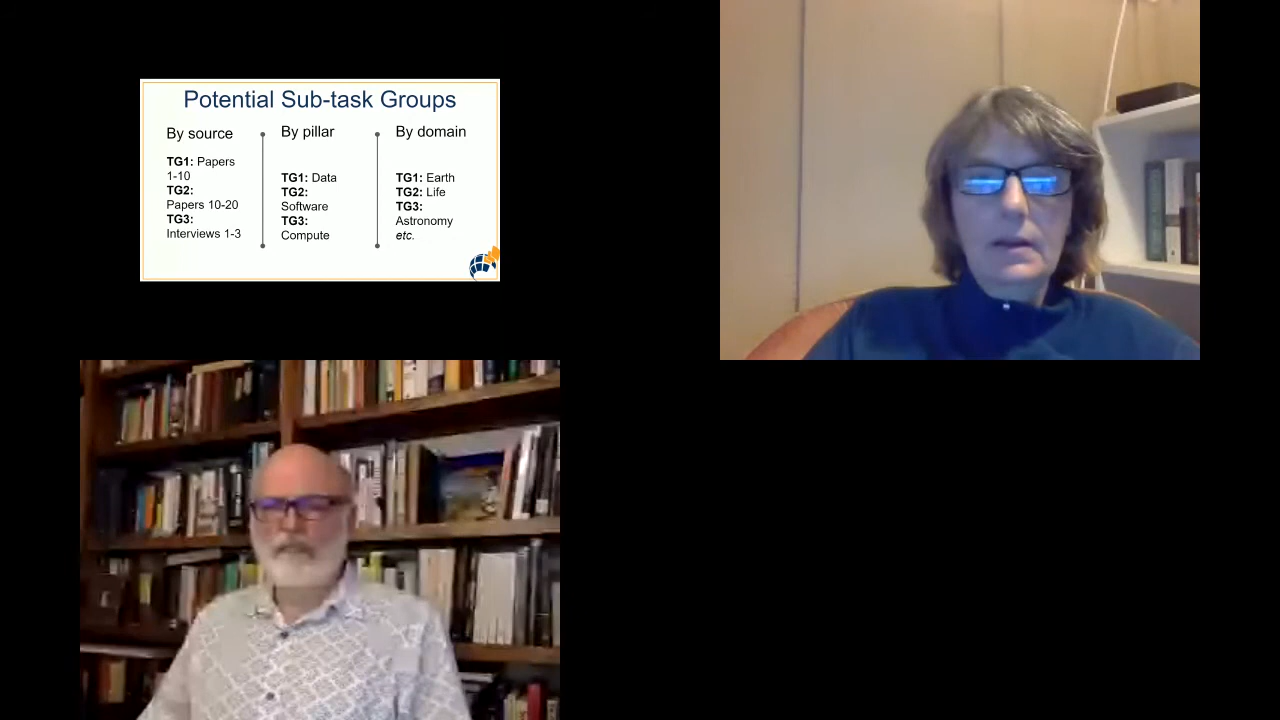 Potential Sub-task Groups
By source
TG1: Papers
1-10
TG2:
Papers 10-20
TG3:
Interviews 1-3
By pillar
TG1: Data
TG2:
Software
TG3:
Compute
By domain
TG1: Earth
TG2: Life
TG3:
Astronomy
etc.